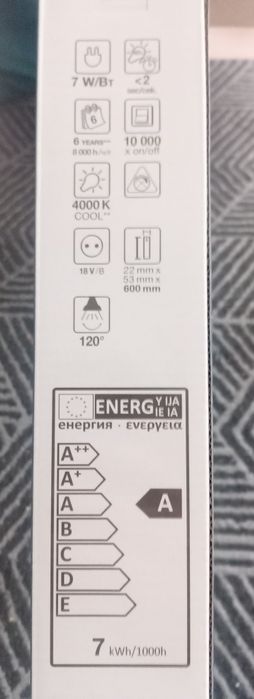 7 W/Вт
<2
sec/сек.
6
6 YEARS**
8 000 h/
10 000
x on/off
4000 K
COOL**
18 V/B
22 mm x
53 mm x
600 mm
120°
ENERG Y IJA
IE IA
енергия · ενεργεια
A++
A+
A
A
B
C
D
E
7 kWh/1000h